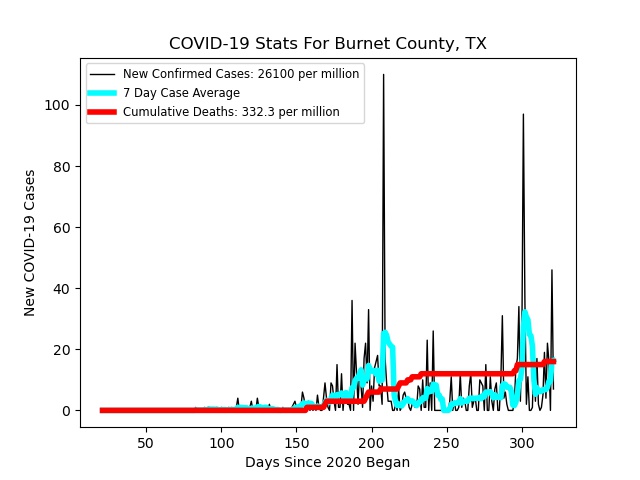 COVID-19 Stats For Burnet County, TX
New Confirmed Cases: 26100 per million
7 Day Case Average
Cumulative Deaths: 332.3 per million
New COVID-19 Cases
100
80
60
40
20
0
50
100
150
200
250
300
Days Since 2020 Began